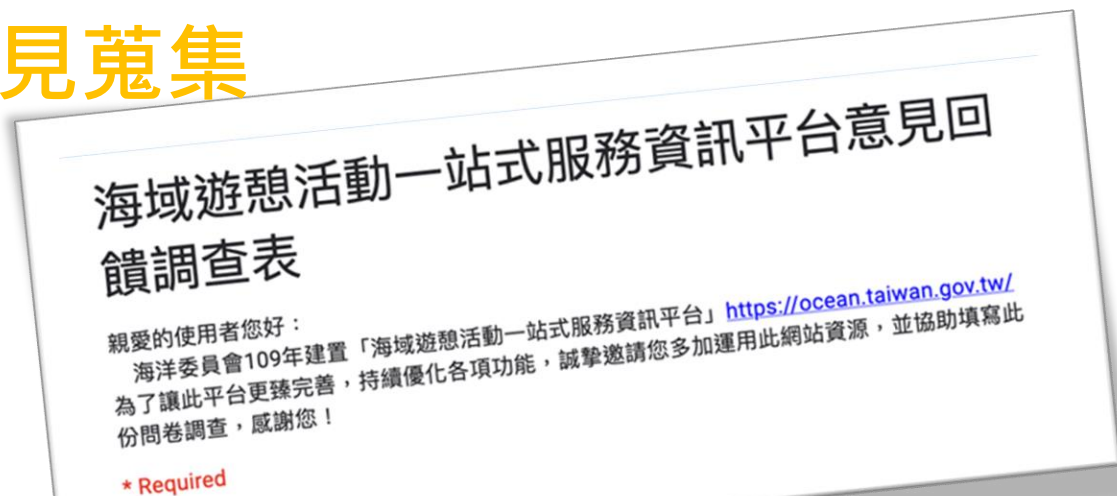 見蒐集
海域遊憩活動一站式服務資訊平台意見回
饋調查表
親愛的使用者您好：
海洋委員會109年建置「海域遊憩活動一站式服務資訊平台」https://ocean.taiwan.gov.tw/
為了讓此平台更臻完善，持續優化各項功能，誠摯邀請您多加運用此網站資源，並協助填寫此
份問卷調查，感謝您！
* Required